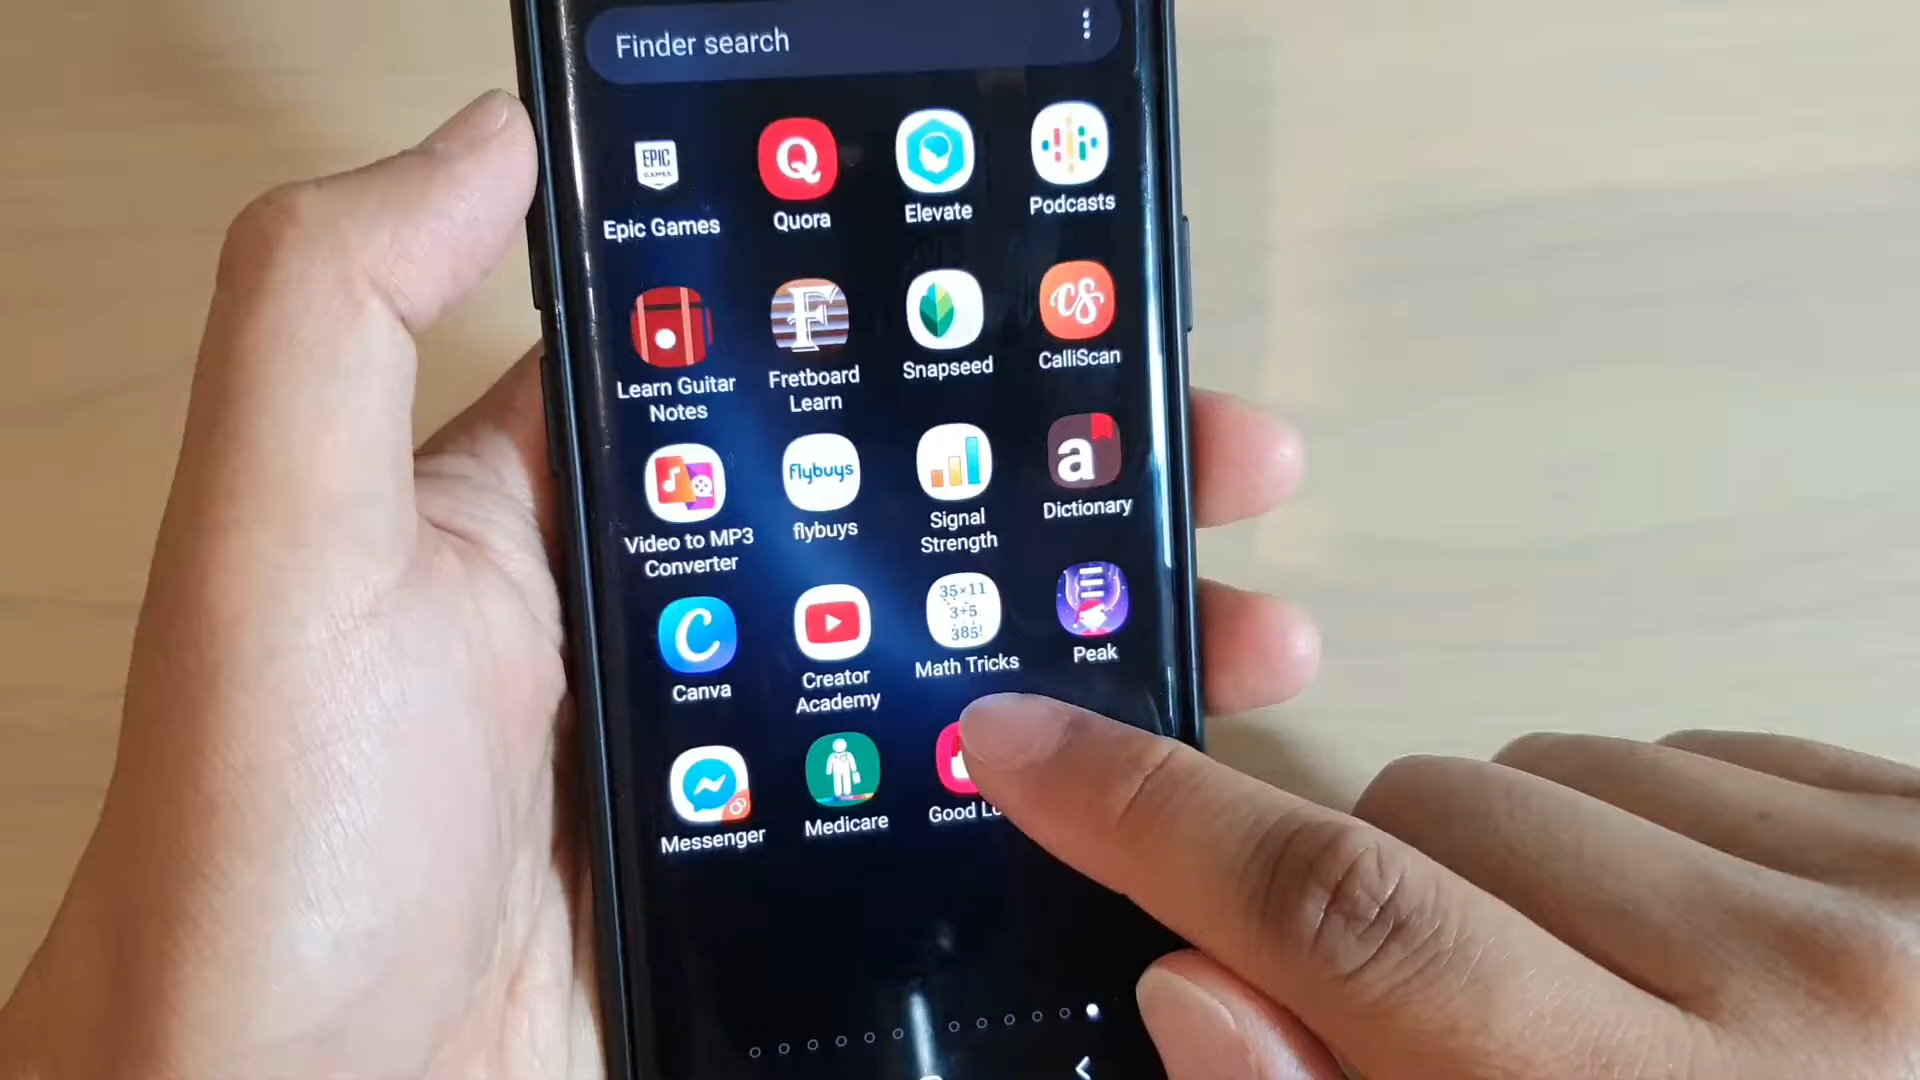 Finder search
EPIC
GAMES
Q
Epic Games
Quora
Elevate
Podcasts
F
cs
Learn Guitar
Notes
Fretboard
Learn
Snapseed
CalliScan
flybuys
a
Video to MP3
Converter
flybuys
Signal
Strength
Dictionary
C
35×11
3+5
385!
Canva
Creator
Academy
Math Tricks
Peak
Messenger
Medicare
Good